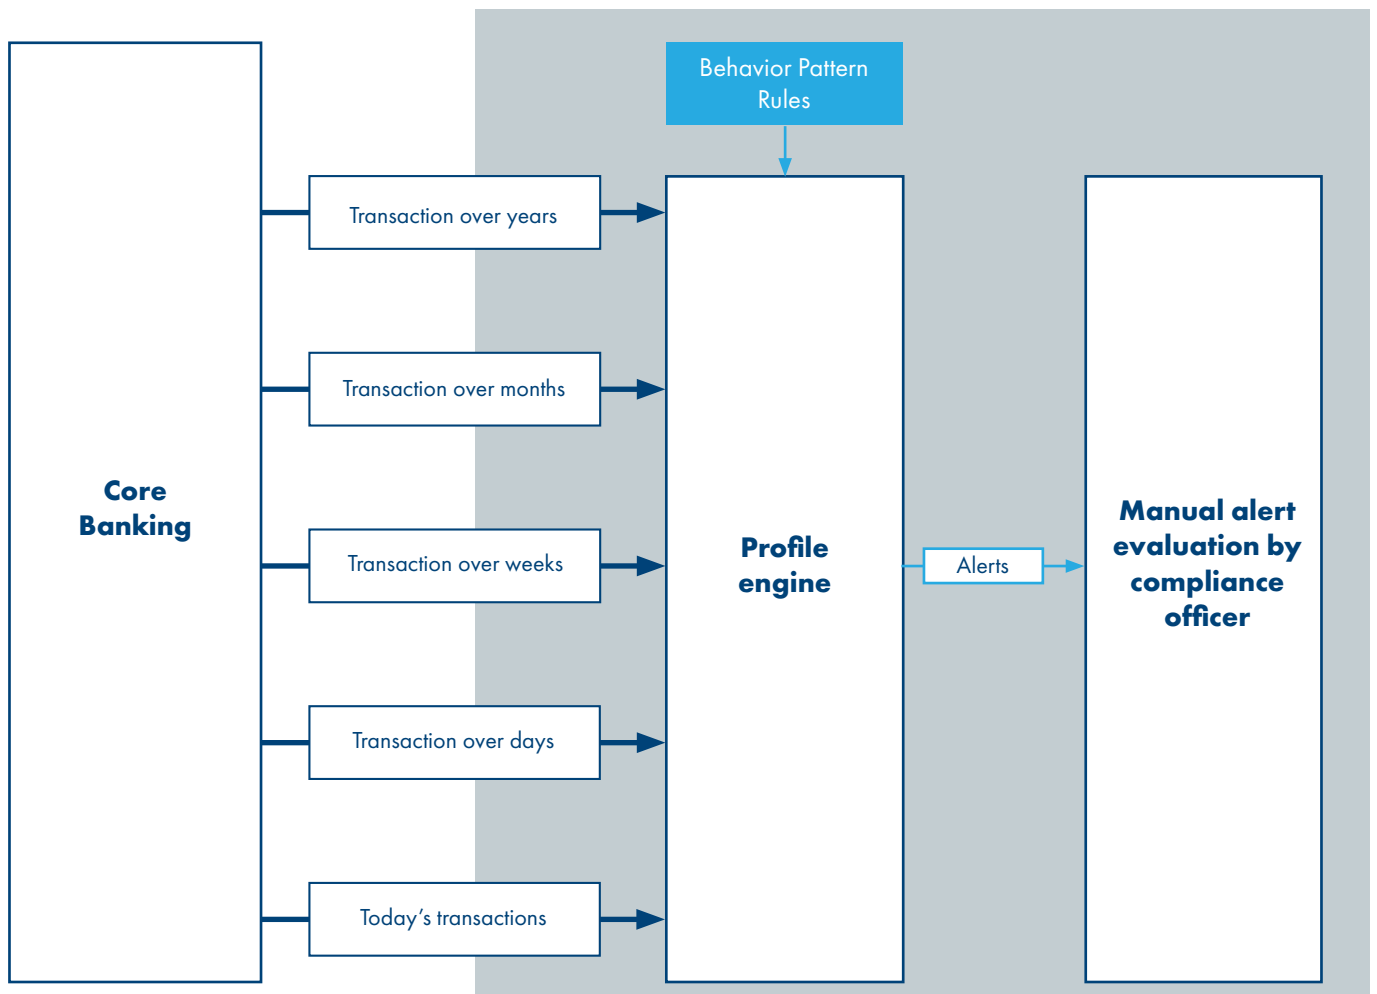 Behavior Pattern
Rules
Transaction over years
Transaction over months
Core
Banking
Transaction over weeks
Profile
engine
Alerts
Manual alert
evaluation by
compliance
officer
Transaction over days
Today's transactions